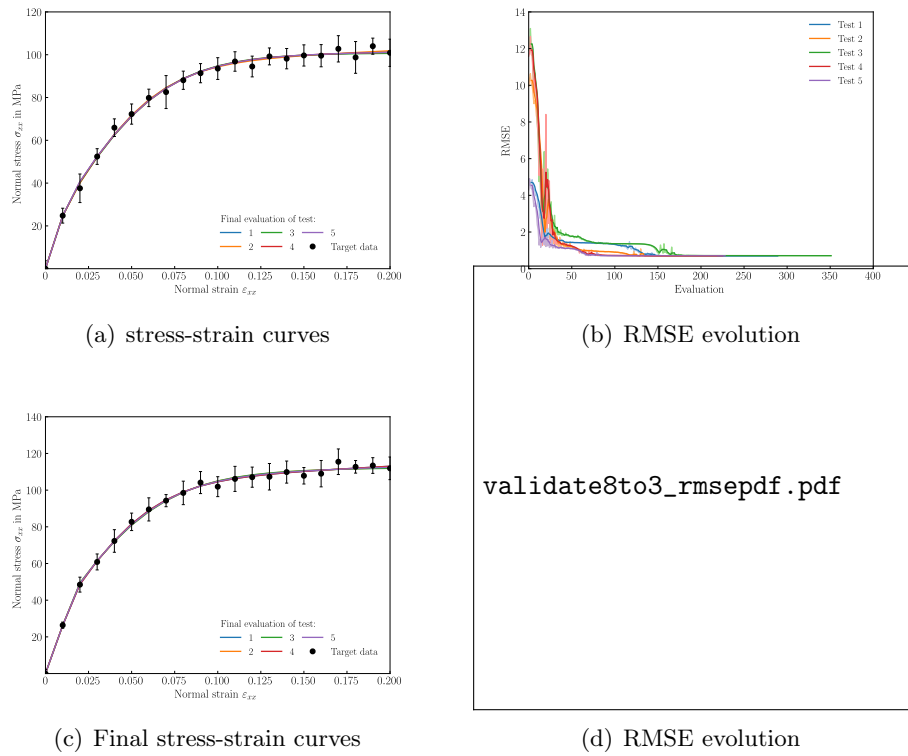 120
100
80
60
40
20
0
0.025
0.050
0.075
0.100
0.125
0.150
0.175
0.200
Normal stress σxx in MPa
Normal strain εxx
Final evaluation of test:
1
3
5
2
4
Target data
(a) stress-strain curves
14
12
10
8
6
4
2
0
0
50
100
150
200
250
300
350
400
RMSE
Evaluation
Test 1
Test 2
Test 3
Test 4
Test 5
(b) RMSE evolution
140
120
100
80
60
40
20
0
0.025
0.050
0.075
0.100
0.125
0.150
0.175
0.200
Normal stress σxx in MPa
Normal strain εxx
Final evaluation of test:
1
3
5
2
4
Target data
(c) Final stress-strain curves
validate8to3_rmsepdf.pdf
(d) RMSE evolution